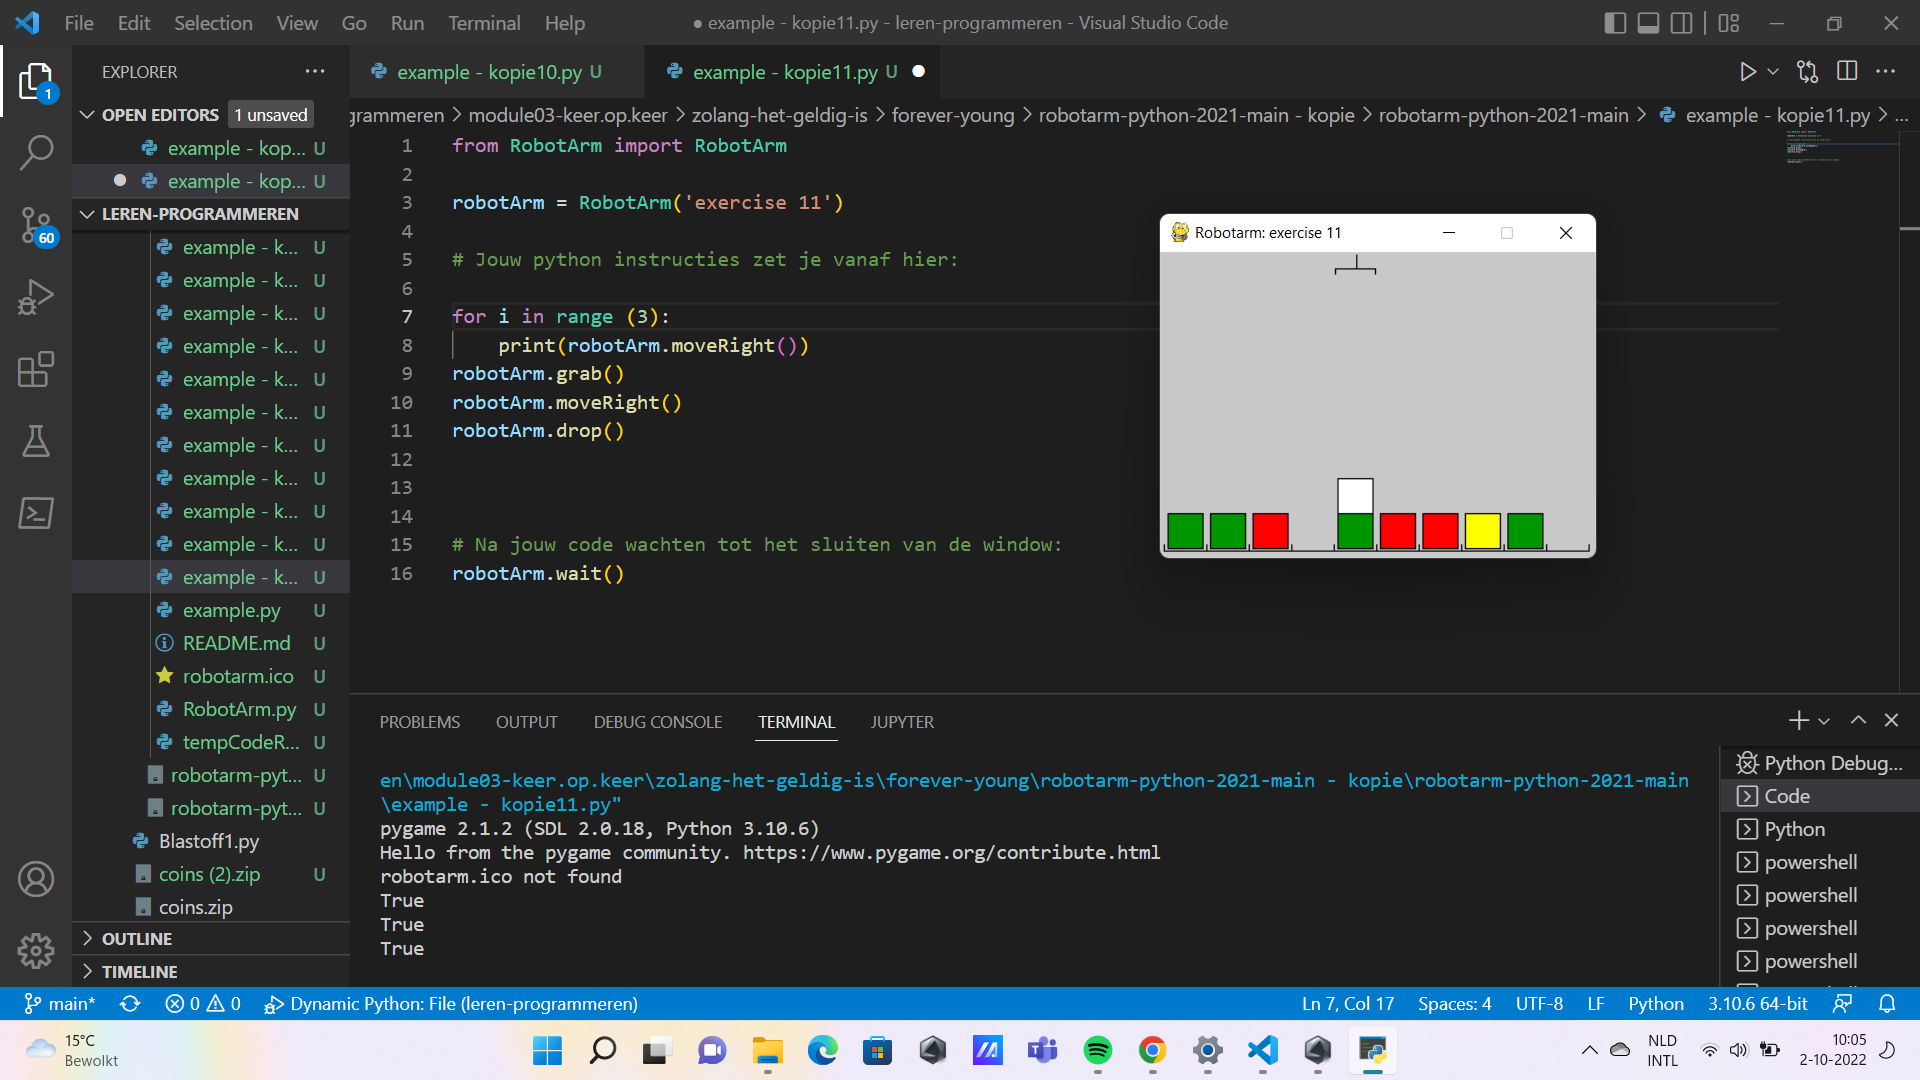 File Edit Selection View Go Run Terminal Help
● example - kopie11.py - leren-programmeren - Visual Studio Code
EXPLORER
1
OPEN EDITORS 1 unsaved
example - kop... U
● example - kop... U
LEREN-PROGRAMMEREN
60
example - k... U
example - k... U
example - k... U
example - k... U
example - k... U
example - k... U
example - k... U
example - k... U
example - k... U
example - k... U
example - k... U
example.py U
README.md U
robotarm.ico U
RobotArm.py U
tempCodeR... U
robotarm-pyt... U
robotarm-pyt... U
Blastoff1.py
coins (2).zip U
coins.zip
OUTLINE
TIMELINE
example - kopie10.py U
example - kopie11.py U ●
grammeren > module03-keer.op.keer > zolang-het-geldig-is > forever-young > robotarm-python-2021-main - kopie > robotarm-python-2021-main > example - kopie11.py > ...
1 from RobotArm import RobotArm
2
3 robotArm = RobotArm('exercise 11')
4
5 # Jouw python instructies zet je vanaf hier:
6
7 for i in range (3):
8 print(robotArm.moveRight())
9 robotArm.grab()
10 robotArm.moveRight()
11 robotArm.drop()
12
13
14
15 # Na jouw code wachten tot het sluiten van de window:
16 robotArm.wait()
Robotarm: exercise 11
PROBLEMS OUTPUT DEBUG CONSOLE TERMINAL JUPYTER
en\module03-keer.op.keer\zolang-het-geldig-is\forever-young\robotarm-python-2021-main - kopie\robotarm-python-2021-main
\example - kopie11.py"
pygame 2.1.2 (SDL 2.0.18, Python 3.10.6)
Hello from the pygame community. https://www.pygame.org/contribute.html
robotarm.ico not found
True
True
True
Python Debug...
Code
Python
powershell
powershell
powershell
powershell
main* 0 0 Dynamic Python: File (leren-programmeren)
Ln 7, Col 17 Spaces: 4 UTF-8 LF Python 3.10.6 64-bit
15°C
Bewolkt
NLD
INTL
10:05
2-10-2022